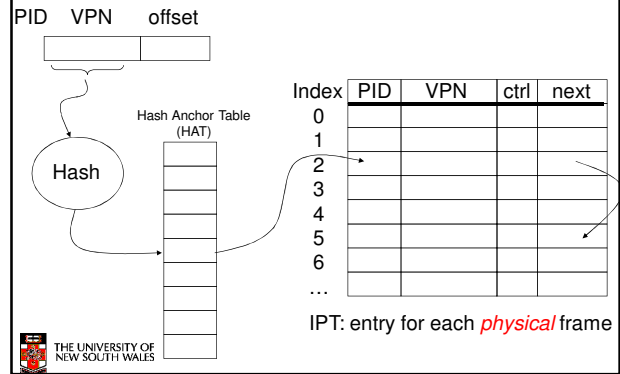 PID VPN offset
Hash Anchor Table
(HAT)
Hash
Index PID VPN ctrl next
0
1
2
3
4
5
6
...
IPT: entry for each physical frame
THE UNIVERSITY OF
NEW SOUTH WALES